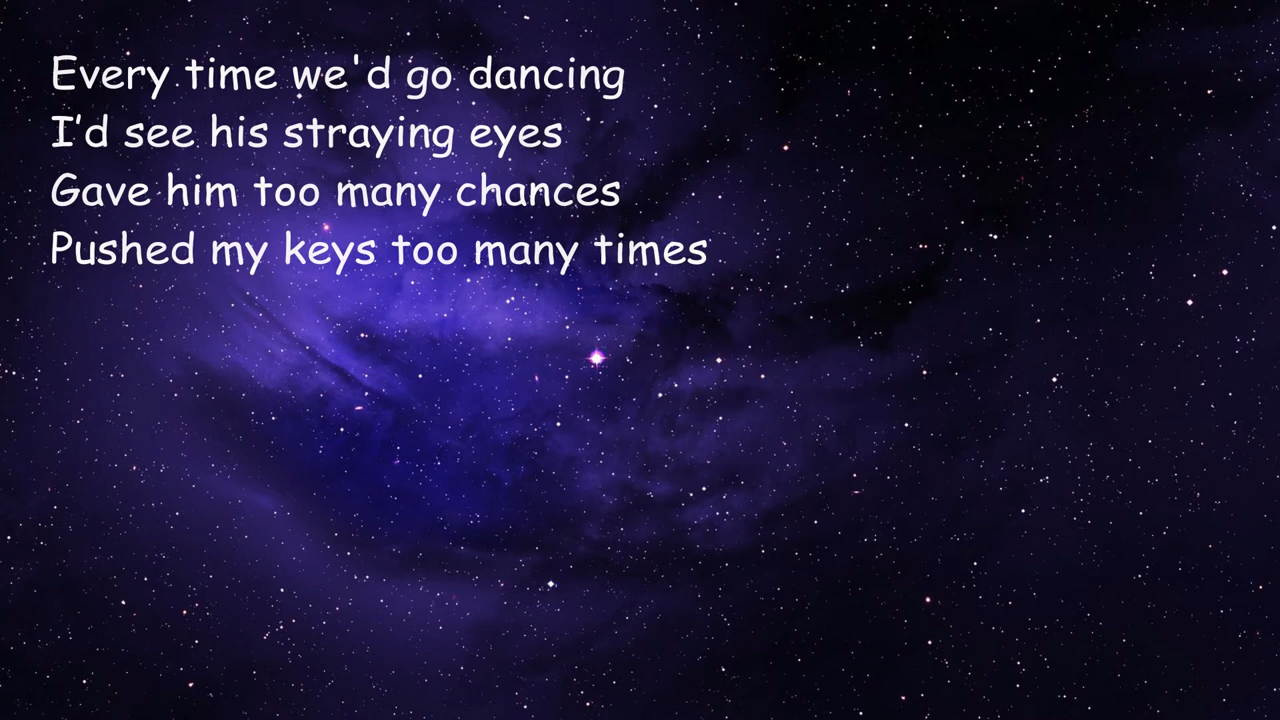 Every time we'd go dancing
I’d see his straying eyes
Gave him too many chances
Pushed my keys too many times